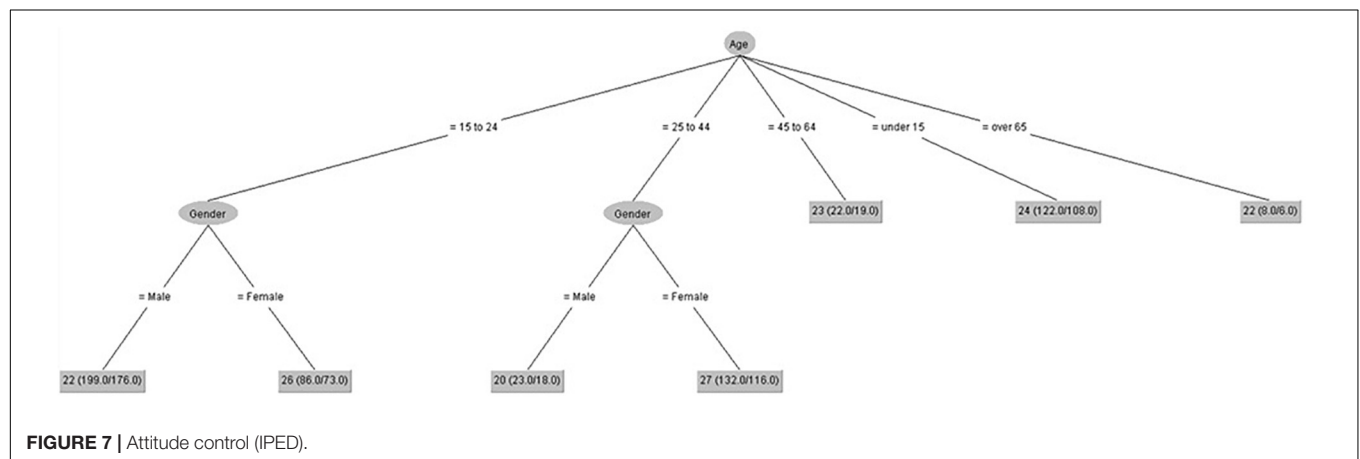 Age
= 15 to 24
= 25 to 44
= 45 to 64
= under 15
= over 65
Gender
Gender
23 (22.0/19.0)
24 (122.0/108.0)
22 (8.0/6.0)
= Male
= Female
= Male
= Female
22 (199.0/176.0)
26 (86.0/73.0)
20 (23.0/18.0)
27 (132.0/116.0)
FIGURE 7 | Attitude control (IPED).